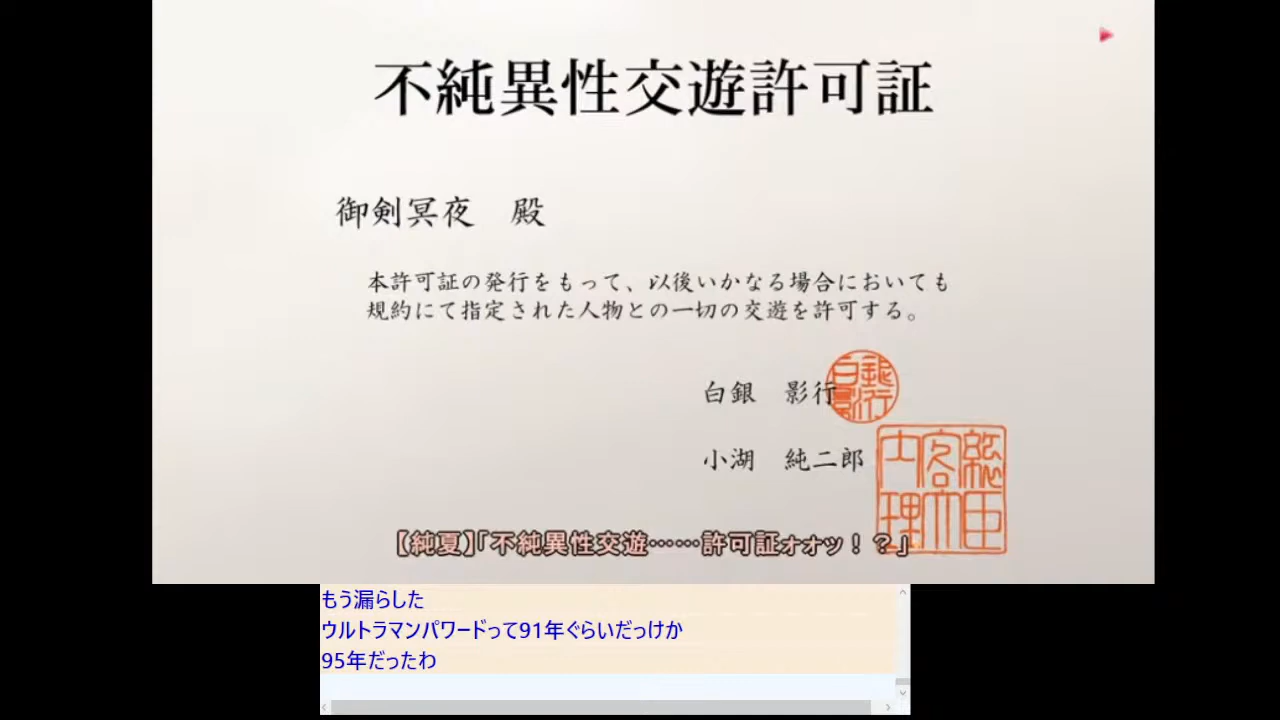 不純異性交遊許可証
御剣冥夜　殿
本許可証の発行をもって、以後いかなる場合においても
規約にて指定された人物との一切の交遊を許可する。
白銀　影行
小湖　純二郎
【純夏】「不純異性交遊……許可証ォオッ！？」
もう漏らした
ウルトラマンパワードって91年ぐらいだっけか
95年だったわ